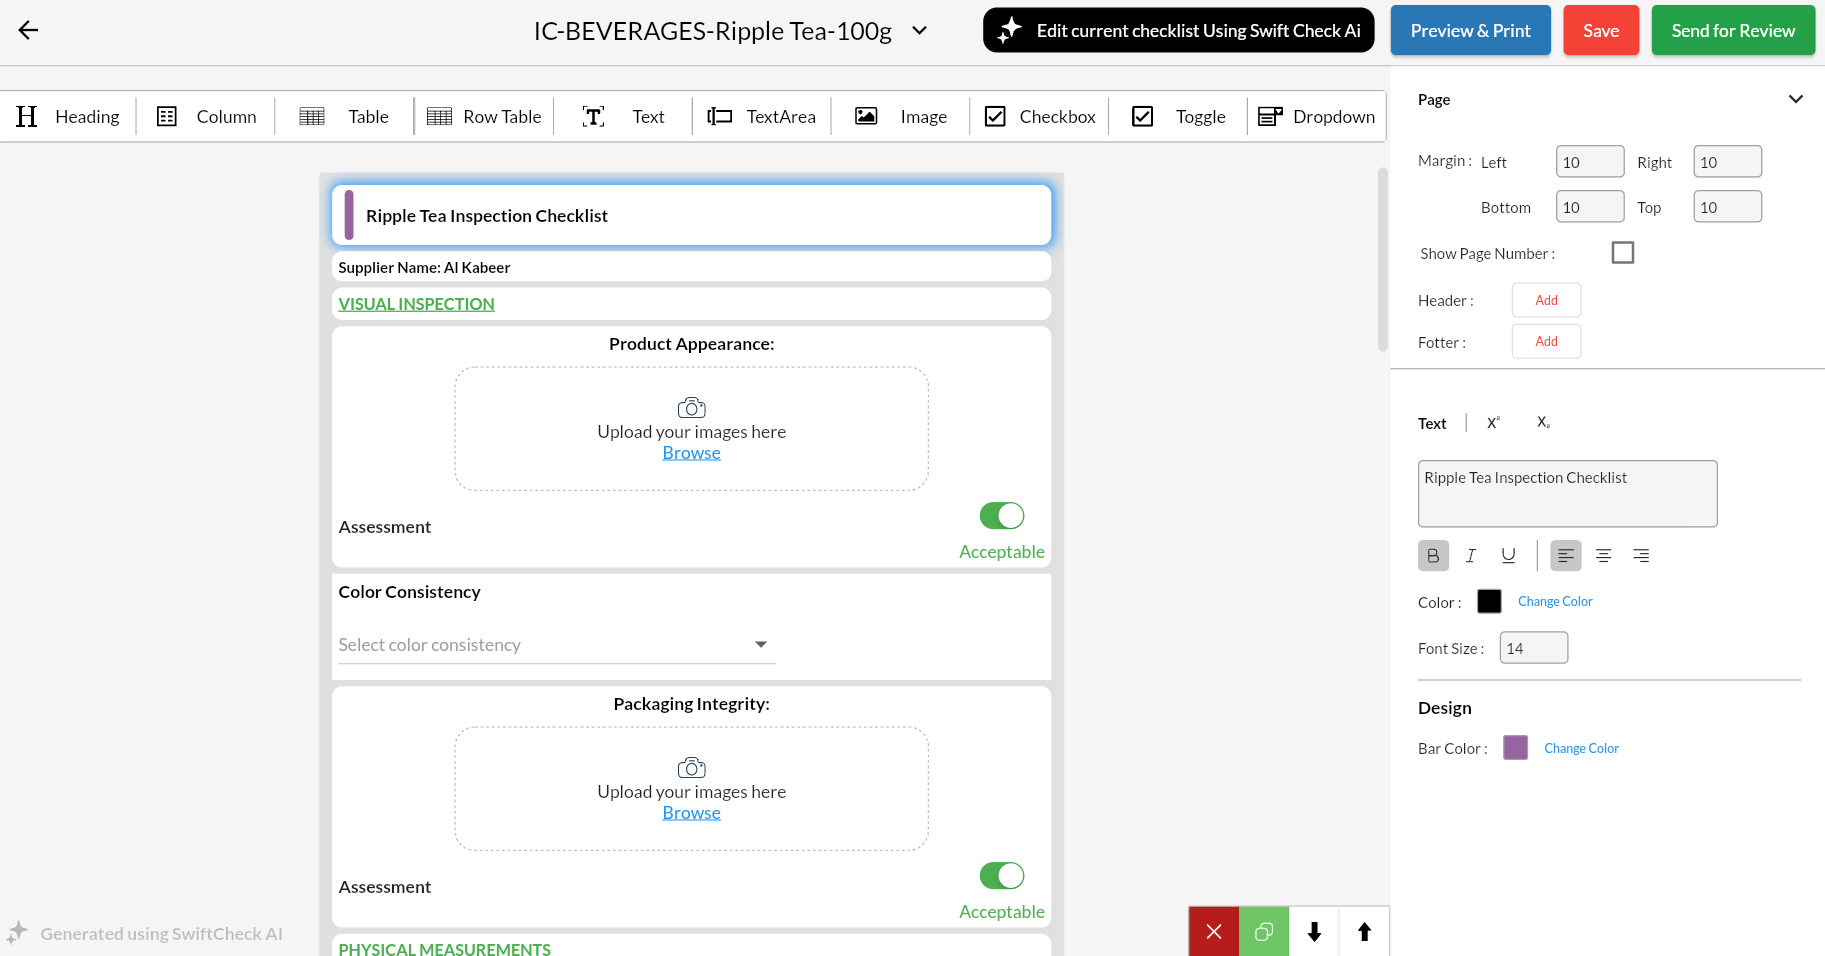 IC-BEVERAGES-Ripple Tea-100g
Edit current checklist Using Swift Check Ai
Preview & Print
Save
Send for Review
Heading
Column
Table
Row Table
Text
TextArea
Image
Checkbox
Toggle
Dropdown
Ripple Tea Inspection Checklist
Supplier Name: Al Kabeer
VISUAL INSPECTION
Product Appearance:
Upload your images here
Browse
Assessment
Acceptable
Color Consistency
Select color consistency
Packaging Integrity:
Upload your images here
Browse
Assessment
Acceptable
PHYSICAL MEASUREMENTS
Generated using SwiftCheck AI
Page
Margin : Left 10 Right 10
Bottom 10 Top 10
Show Page Number :
Header : Add
Fotter : Add
Text X² X₂
Ripple Tea Inspection Checklist
B I U
Color : Change Color
Font Size : 14
Design
Bar Color : Change Color